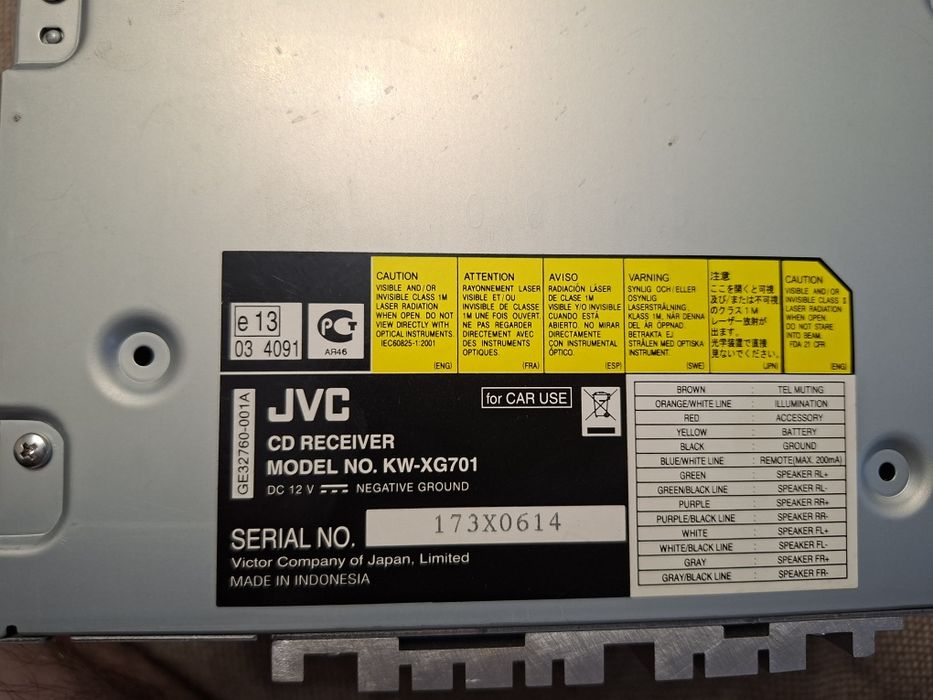 CAUTION
VISIBLE AND/OR
INVISIBLE CLASS 1M
LASER RADIATION
WHEN OPEN. DO NOT
VIEW DIRECTLY WITH
OPTICAL INSTRUMENTS.
IEC60825-1:2001
(ENG)
ATTENTION
RAYONNEMENT LASER
VISIBLE ET/OU
INVISIBLE DE CLASSE
1M UNE FOIS OUVERT.
NE PAS REGARDER
DIRECTEMENT AVEC
DES INSTRUMENTS
OPTIQUES.
(FRA)
AVISO
RADIACIÓN LÁSER
DE CLASE 1M
VISIBLE Y/O INVISIBLE
CUANDO ESTÁ
ABIERTO. NO MIRAR
DIRECTAMENTE
CON INSTRUMENTAL
ÓPTICO.
(ESP)
VARNING
SYNLIG OCH/ELLER
OSYNLIG
LASERSTRÅLNING,
KLASS 1M, NÄR DENNA
DEL ÄR ÖPPNAD.
BETRAKTA EJ
STRÅLEN MED OPTISKA
INSTRUMENT.
(SWE)
注意
ここを開くと可視
及び/または不可視
のクラス1M
レーザー放射が
出ます。
光学装置で直接
見ないでください。
(JPN)
CAUTION
VISIBLE AND/OR
INVISIBLE CLASS II
LASER RADIATION
WHEN OPEN.
DO NOT STARE
INTO BEAM.
FDA 21 CFR
(ENG)
e 13
03 4091
РСТ
АЯ46
GE32760-001A
JVC
for CAR USE
CD RECEIVER
MODEL NO. KW-XG701
DC 12 V NEGATIVE GROUND
SERIAL NO. 173X0614
Victor Company of Japan, Limited
MADE IN INDONESIA
BROWN : TEL MUTING
ORANGE/WHITE LINE : ILLUMINATION
RED : ACCESSORY
YELLOW : BATTERY
BLACK : GROUND
BLUE/WHITE LINE : REMOTE(MAX. 200mA)
GREEN : SPEAKER RL+
GREEN/BLACK LINE : SPEAKER RL-
PURPLE : SPEAKER RR+
PURPLE/BLACK LINE : SPEAKER RR-
WHITE : SPEAKER FL+
WHITE/BLACK LINE : SPEAKER FL-
GRAY : SPEAKER FR+
GRAY/BLACK LINE : SPEAKER FR-